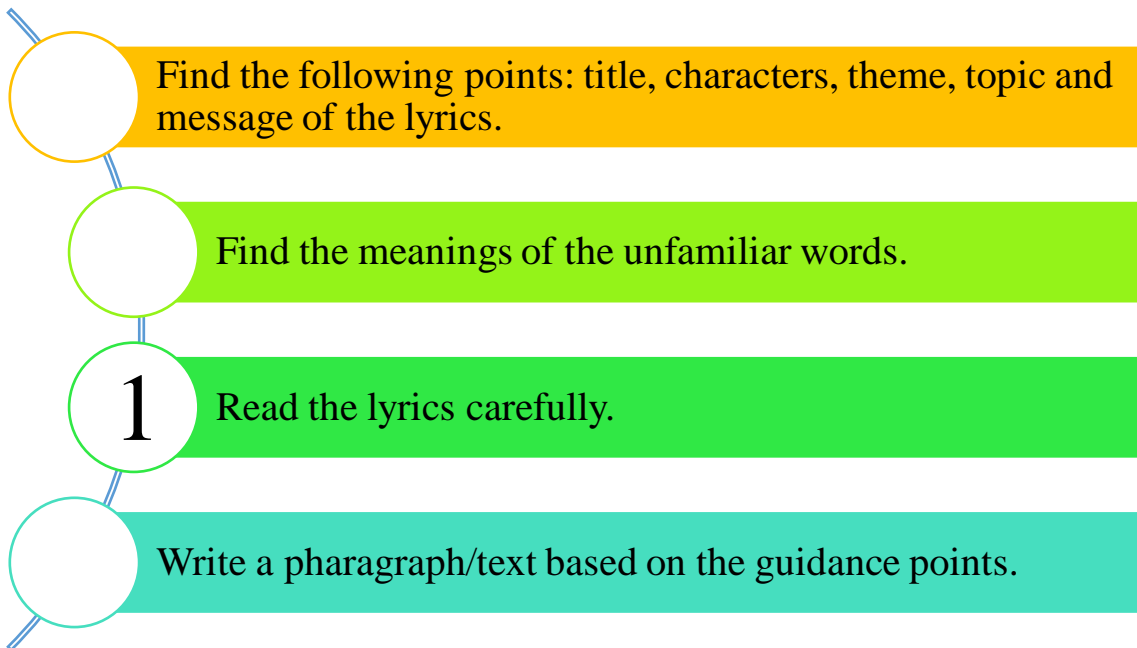 Find the following points: title, characters, theme, topic and
message of the lyrics.
Find the meanings of the unfamiliar words.
1
Read the lyrics carefully.
Write a pharagraph/text based on the guidance points.